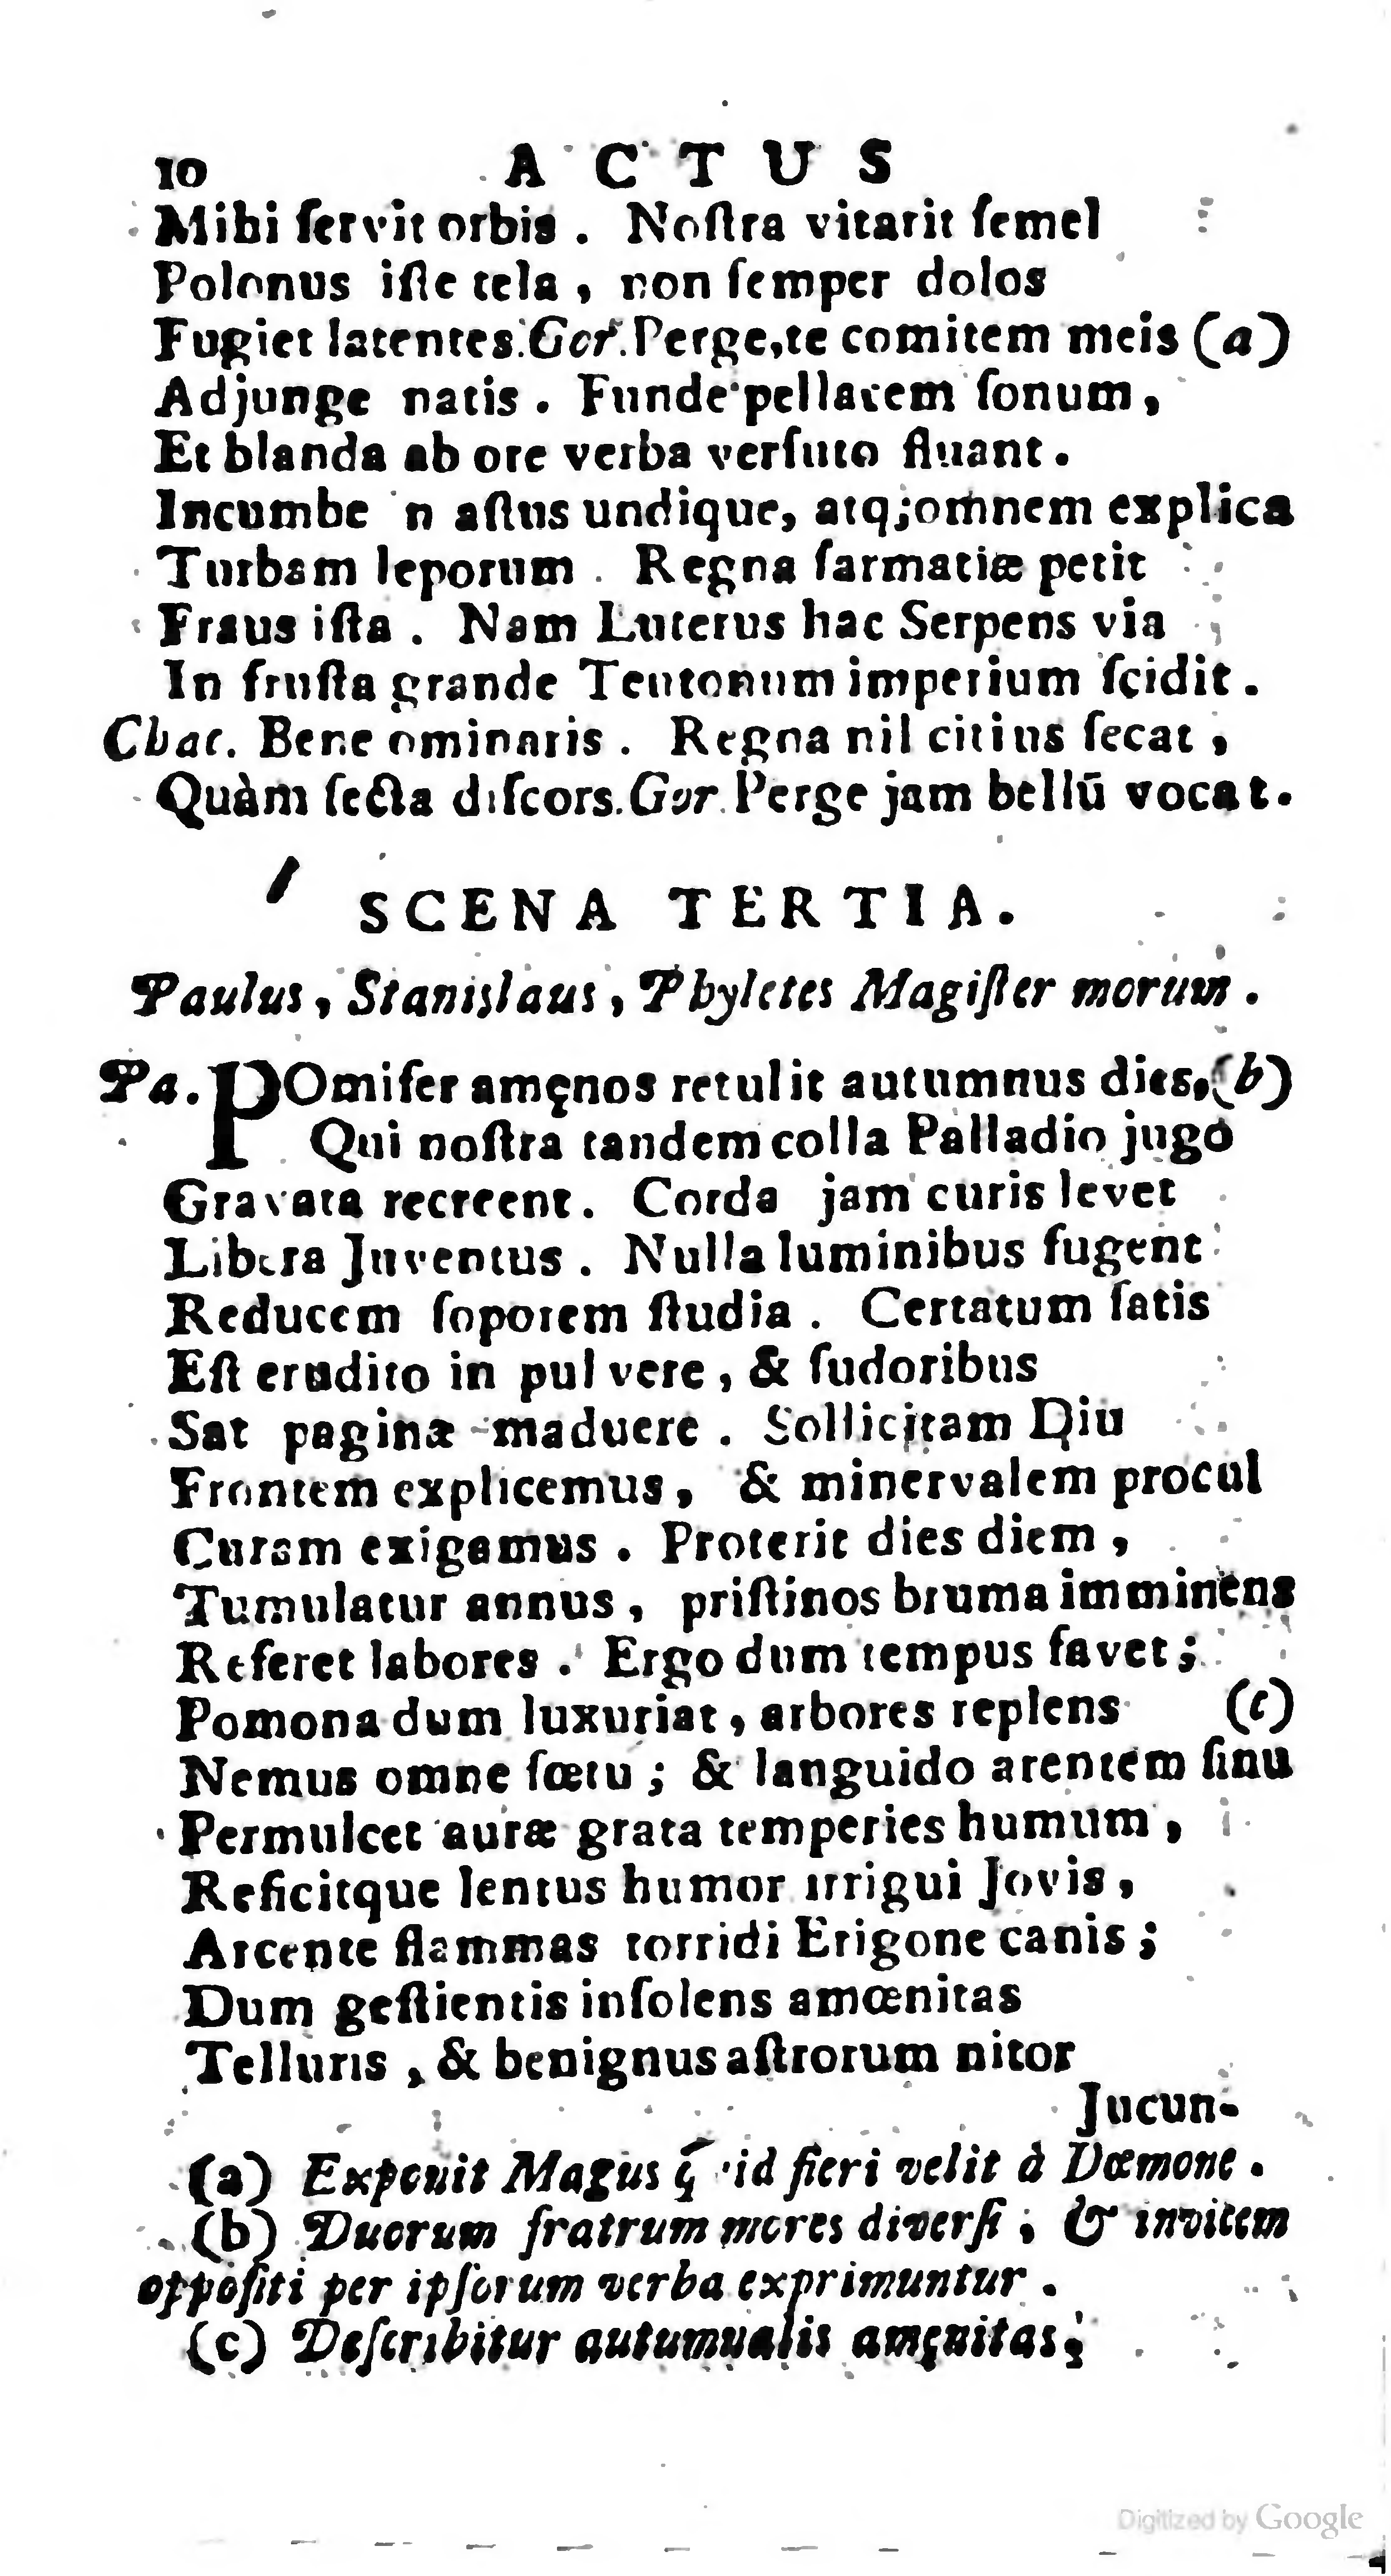 10 ACTUS
Mihi ſervit orbis . Noſtra vitarit ſemel
Polonus iſte tela , non ſemper dolos
Fugiet latentes. Gor. Perge, te comitem meis (a)
Adjunge natis . Funde pellacem ſonum ,
Et blanda ab ore verba verſuto fluant .
Incumbe 'n aſtus undique, atq; omnem explica
Turbam leporum . Regna ſarmatiæ petit
Fraus iſta . Nam Luterus hac Serpens via
In fruſta grande Teutonum imperium ſcidit .
Chac. Bene ominaris . Regna nil citius ſecat ,
Quàm ſecta diſcors. Gor. Perge jam bellū vocat .
SCENA TERTIA.
Paulus, Stanislaus, Phyletes Magiſter morum .
Pa. POmifer amęnos retulit autumnus dies, (b)
Qui noſtra tandem colla Palladio jugo
Gravata recreent . Corda jam curis levet
Libera Juventus . Nulla luminibus fugent
Reducem ſoporem ſtudia . Certatum ſatis
Eſt erudito in pulvere , & ſudoribus
Sat paginæ maduere . Sollicitam Diu
Frontem explicemus , & minervalem procul
Curam exigamus . Proterit dies diem ,
Tumulatur annus , priſtinos bruma imminens
Referet labores . Ergo dum tempus favet ;
Pomona dum luxuriat , arbores replens (c)
Nemus omne fœtu ; & languido arentem ſinu
Permulcet auræ grata temperies humum ,
Reficitque lentus humor irrigui Jovis ,
Arcente flammas torridi Erigone canis ;
Dum geſtientis inſolens amœnitas
Telluris , & benignus aſtrorum nitor
Jucun-
(a) Exponit Magus quid fieri velit à Dæmone .
(b) Duorum fratrum mores diverſi , & invicem
oppoſiti per ipſorum verba exprimuntur .
(c) Deſcribitur autumnalis amęnitas ;
Digitized by Google